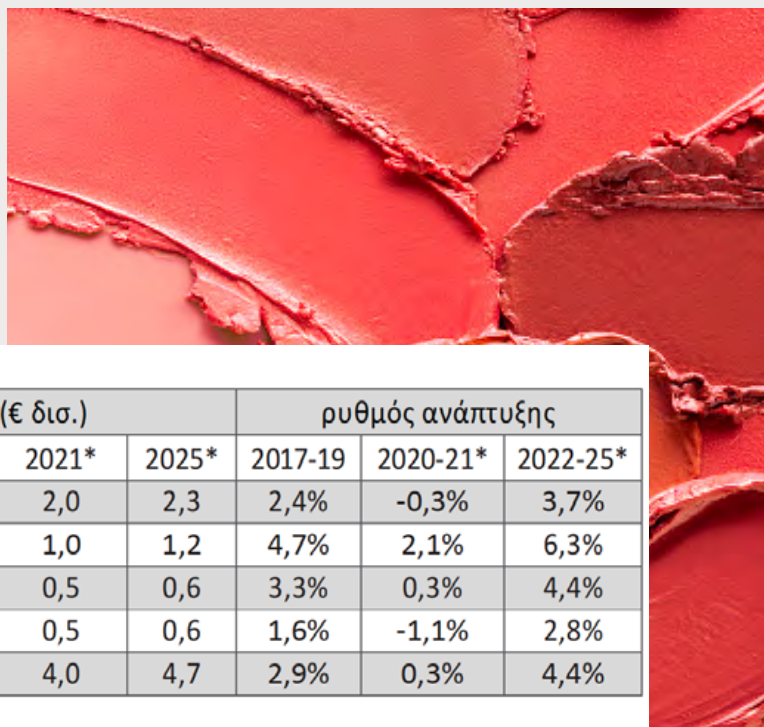 (€ δισ.) ρυθμός ανάπτυξης
2021* 2025* 2017-19 2020-21* 2022-25*
2,0 2,3 2,4% -0,3% 3,7%
1,0 1,2 4,7% 2,1% 6,3%
0,5 0,6 3,3% 0,3% 4,4%
0,5 0,6 1,6% -1,1% 2,8%
4,0 4,7 2,9% 0,3% 4,4%